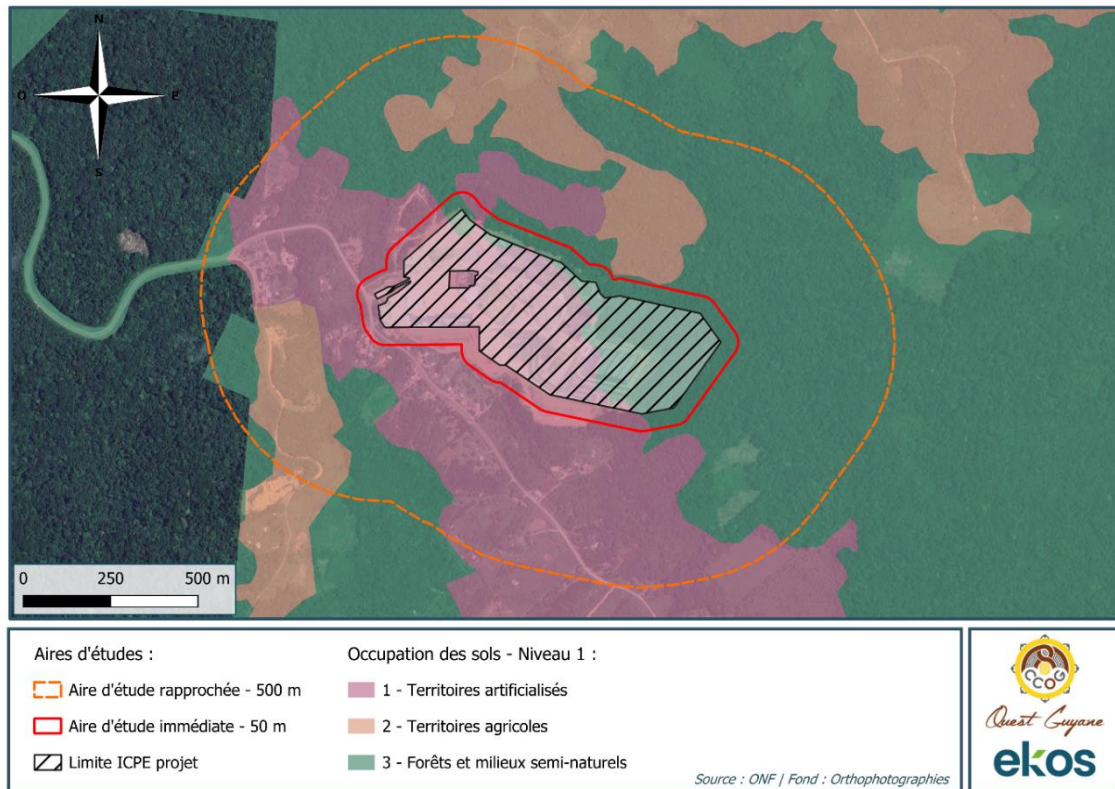 N
O
E
S
0 250 500 m
Aires d'études :
Aire d'étude rapprochée - 500 m
Aire d'étude immédiate - 50 m
Limite ICPE projet
Occupation des sols - Niveau 1 :
1 - Territoires artificialisés
2 - Territoires agricoles
3 - Forêts et milieux semi-naturels
Source : ONF / Fond : Orthophotographies
CCOG
Ouest Guyane
ekos